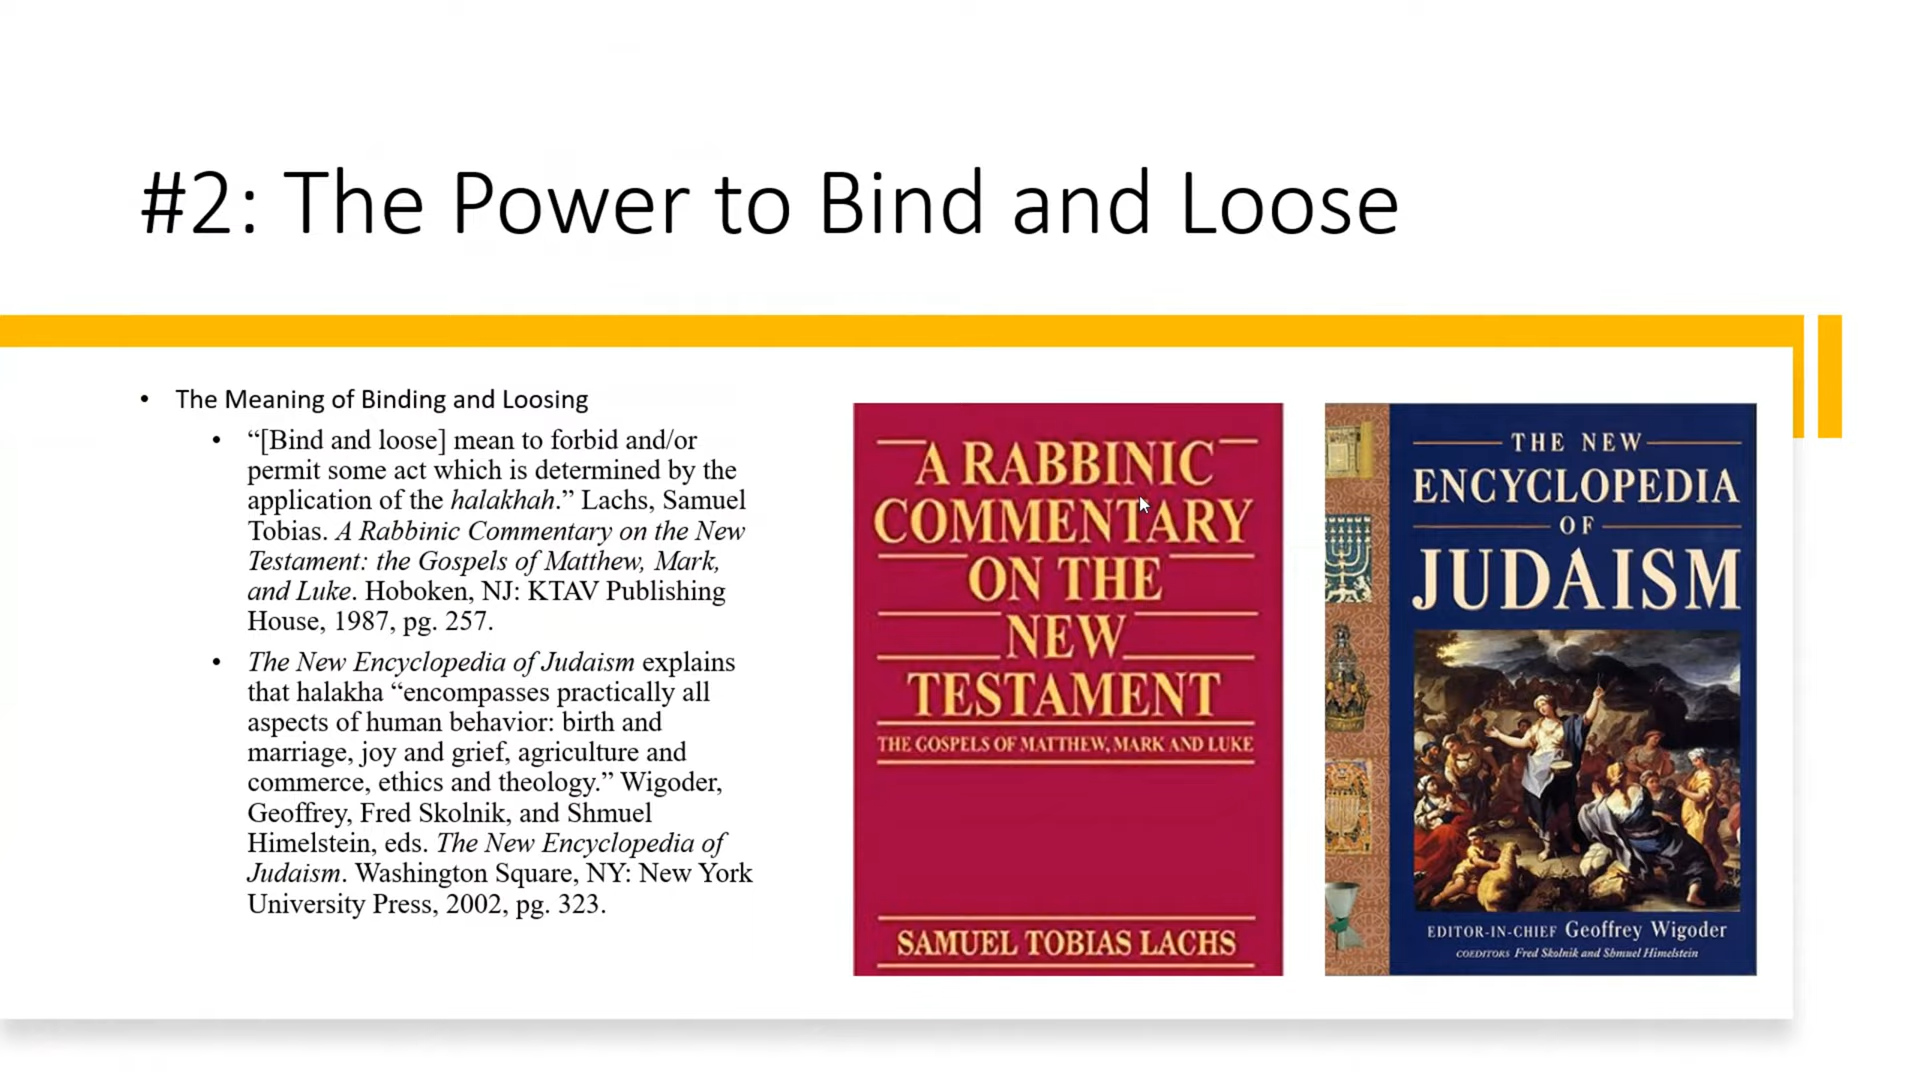 #2: The Power to Bind and Loose
• The Meaning of Binding and Loosing
• “[Bind and loose] mean to forbid and/or
permit some act which is determined by the
application of the halakhah.” Lachs, Samuel
Tobias. A Rabbinic Commentary on the New
Testament: the Gospels of Matthew, Mark,
and Luke. Hoboken, NJ: KTAV Publishing
House, 1987, pg. 257.
• The New Encyclopedia of Judaism explains
that halakha “encompasses practically all
aspects of human behavior: birth and
marriage, joy and grief, agriculture and
commerce, ethics and theology.” Wigoder,
Geoffrey, Fred Skolnik, and Shmuel
Himelstein, eds. The New Encyclopedia of
Judaism. Washington Square, NY: New York
University Press, 2002, pg. 323.
A RABBINIC
COMMENTARY
ON THE
NEW
TESTAMENT
THE GOSPELS OF MATTHEW, MARK AND LUKE
SAMUEL TOBIAS LACHS
THE NEW
ENCYCLOPEDIA
OF
JUDAISM
EDITOR-IN-CHIEF Geoffrey Wigoder
COEDITORS Fred Skolnik and Shmuel Himelstein